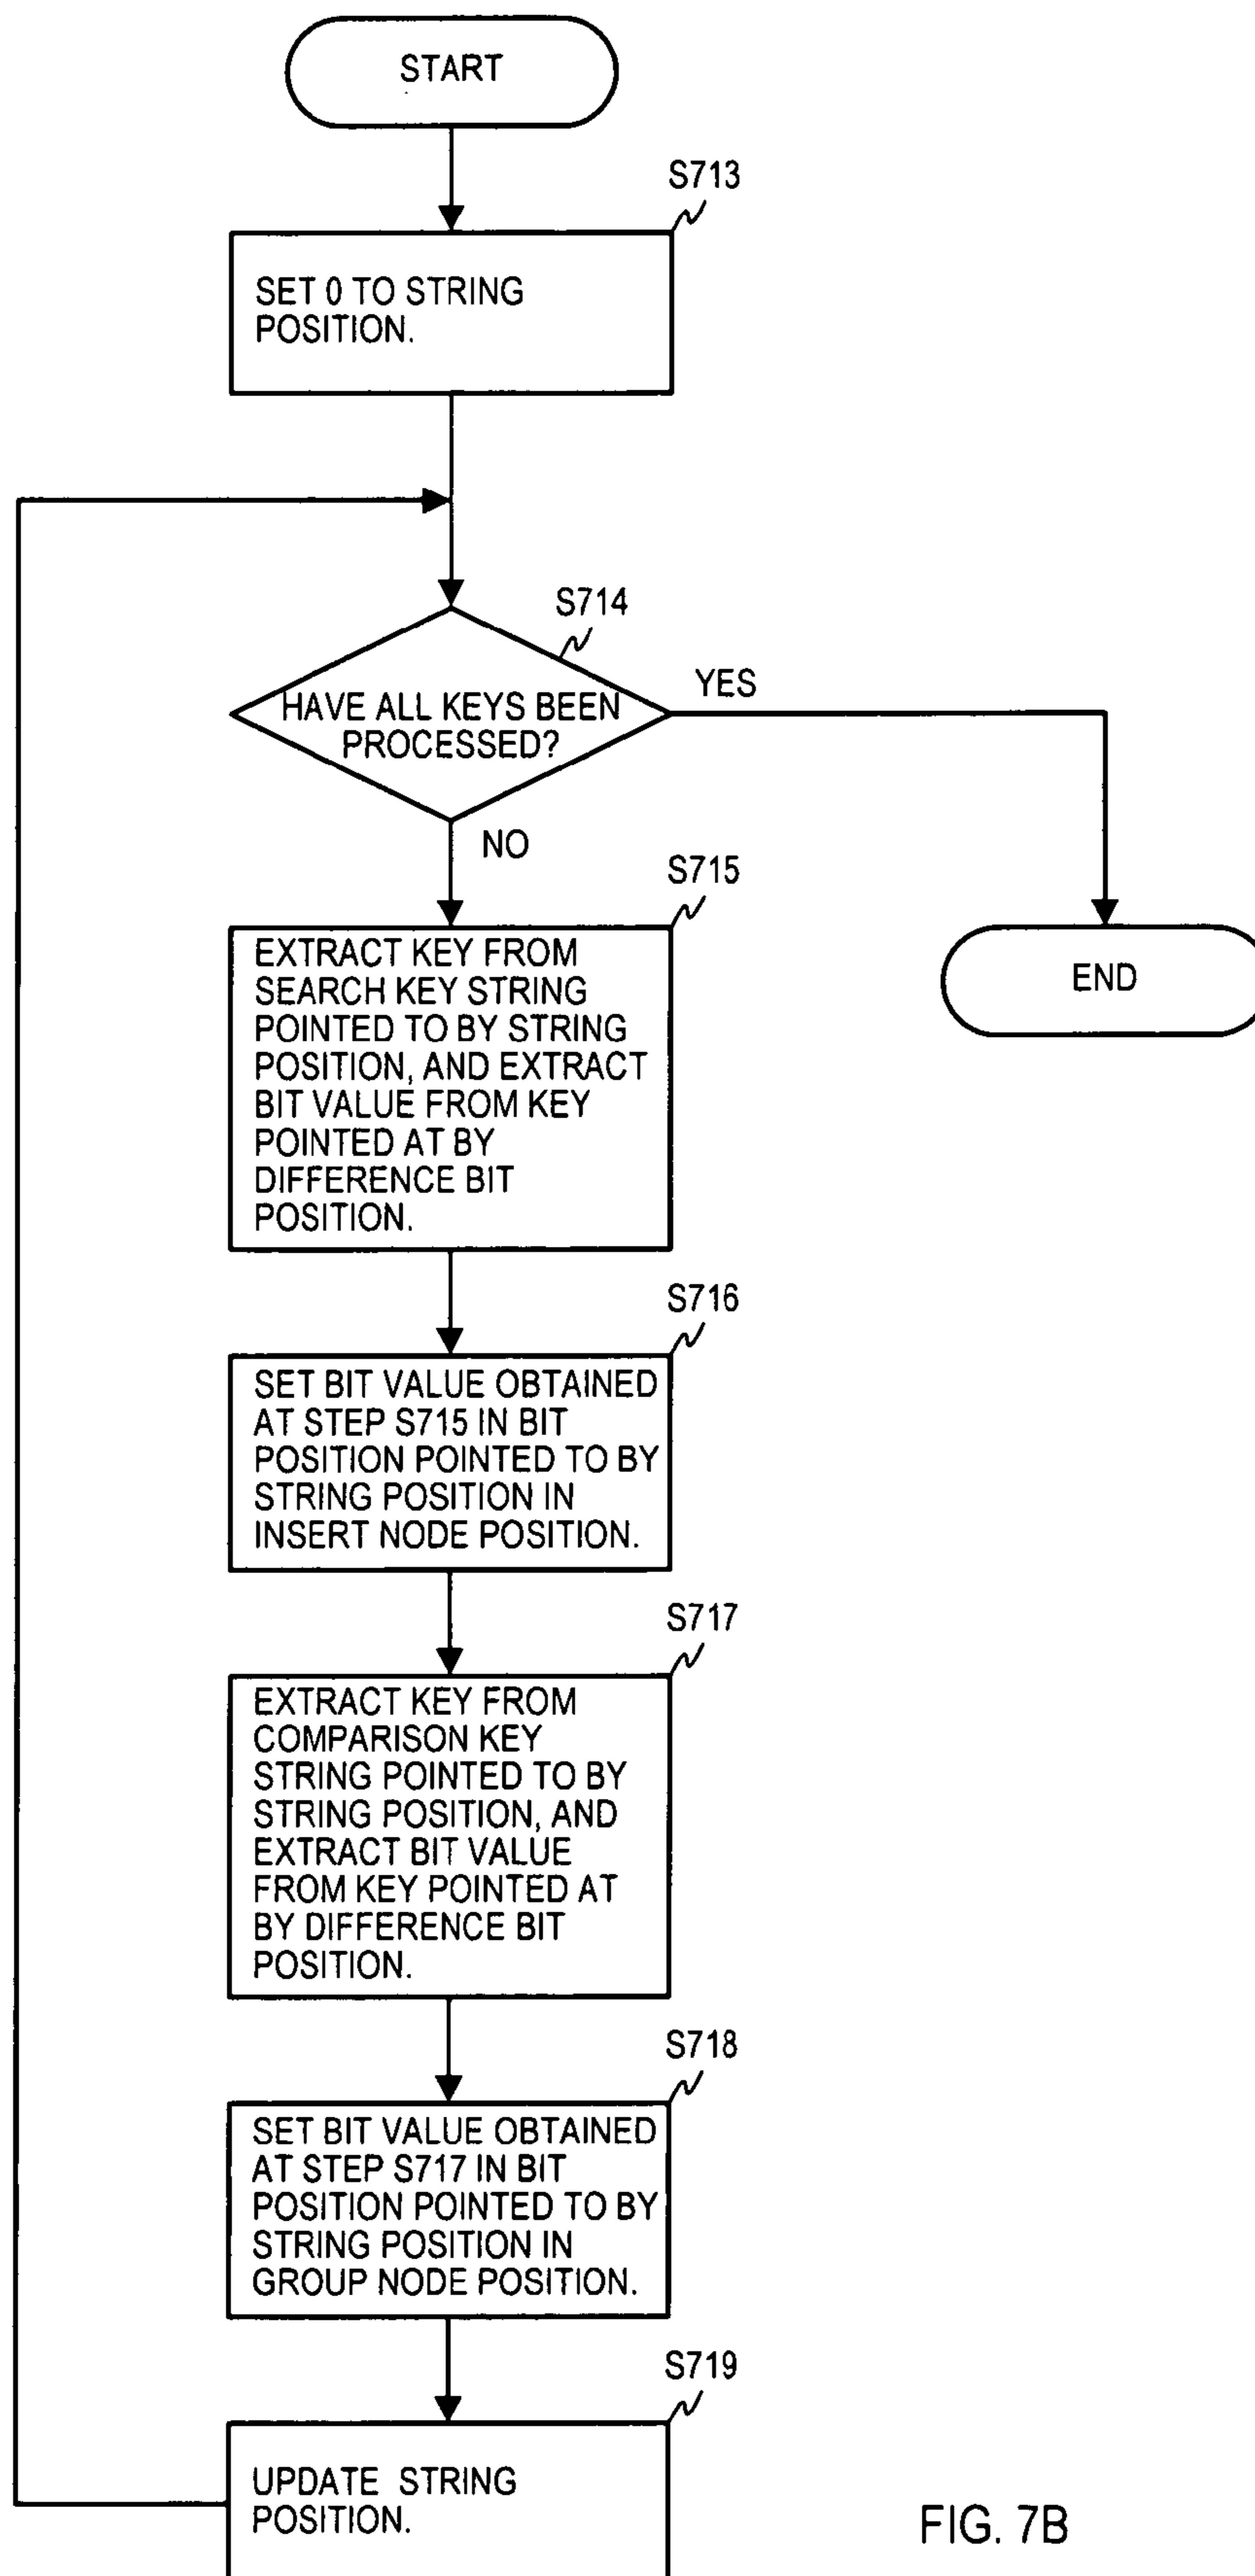 START
S713
SET 0 TO STRING
POSITION.
S714
HAVE ALL KEYS BEEN
PROCESSED?
YES
NO
S715
EXTRACT KEY FROM
SEARCH KEY STRING
POINTED TO BY STRING
POSITION, AND EXTRACT
BIT VALUE FROM KEY
POINTED AT BY
DIFFERENCE BIT
POSITION.
END
S716
SET BIT VALUE OBTAINED
AT STEP S715 IN BIT
POSITION POINTED TO BY
STRING POSITION IN
INSERT NODE POSITION.
S717
EXTRACT KEY FROM
COMPARISON KEY
STRING POINTED TO BY
STRING POSITION, AND
EXTRACT BIT VALUE
FROM KEY POINTED AT
BY DIFFERENCE BIT
POSITION.
S718
SET BIT VALUE OBTAINED
AT STEP S717 IN BIT
POSITION POINTED TO BY
STRING POSITION IN
GROUP NODE POSITION.
S719
UPDATE STRING
POSITION.
FIG. 7B